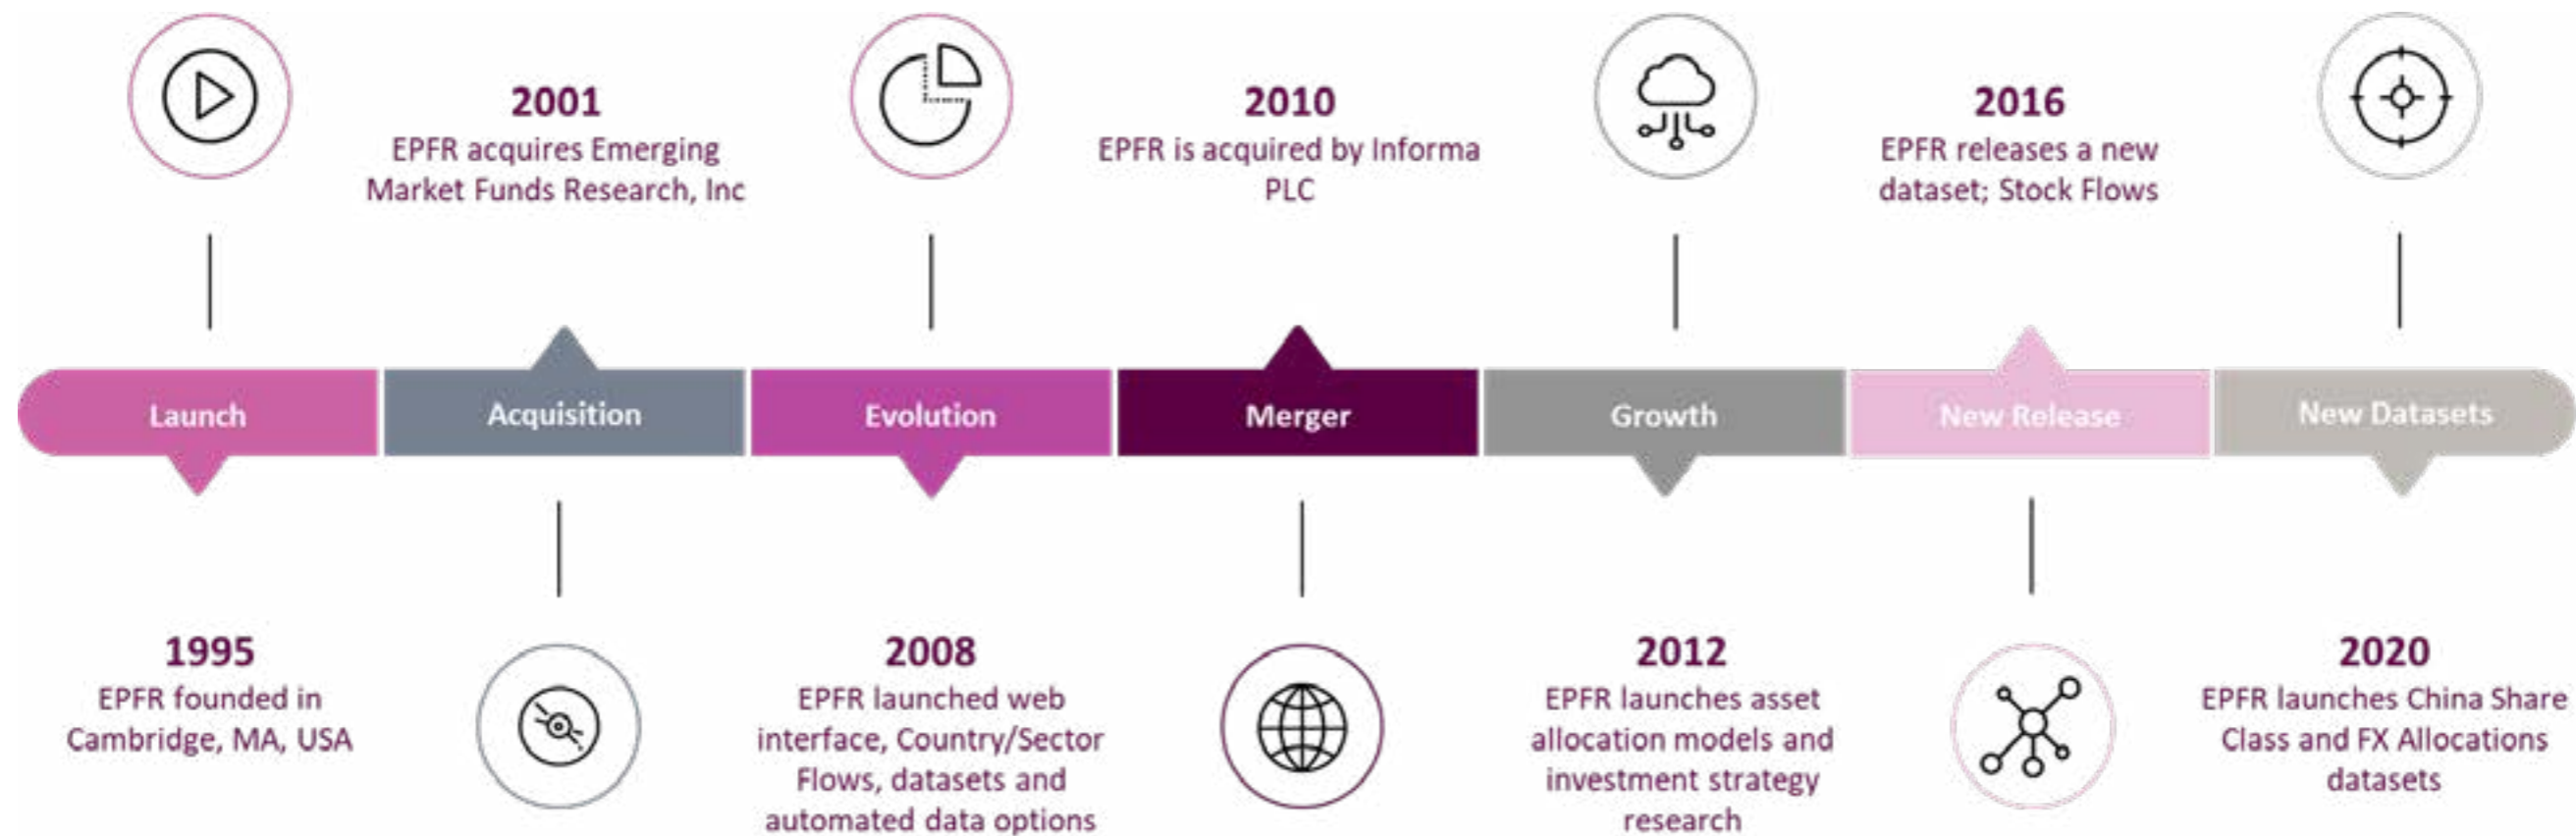 2001
EPFR acquires Emerging
Market Funds Research, Inc
2010
EPFR is acquired by Informa
PLC
2016
EPFR releases a new
dataset; Stock Flows
Launch
Acquisition
Evolution
Merger
Growth
New Release
New Datasets
1995
EPFR founded in
Cambridge, MA, USA
2008
EPFR launched web
interface, Country/Sector
Flows, datasets and
automated data options
2012
EPFR launches asset
allocation models and
investment strategy
research
2020
EPFR launches China Share
Class and FX Allocations
datasets